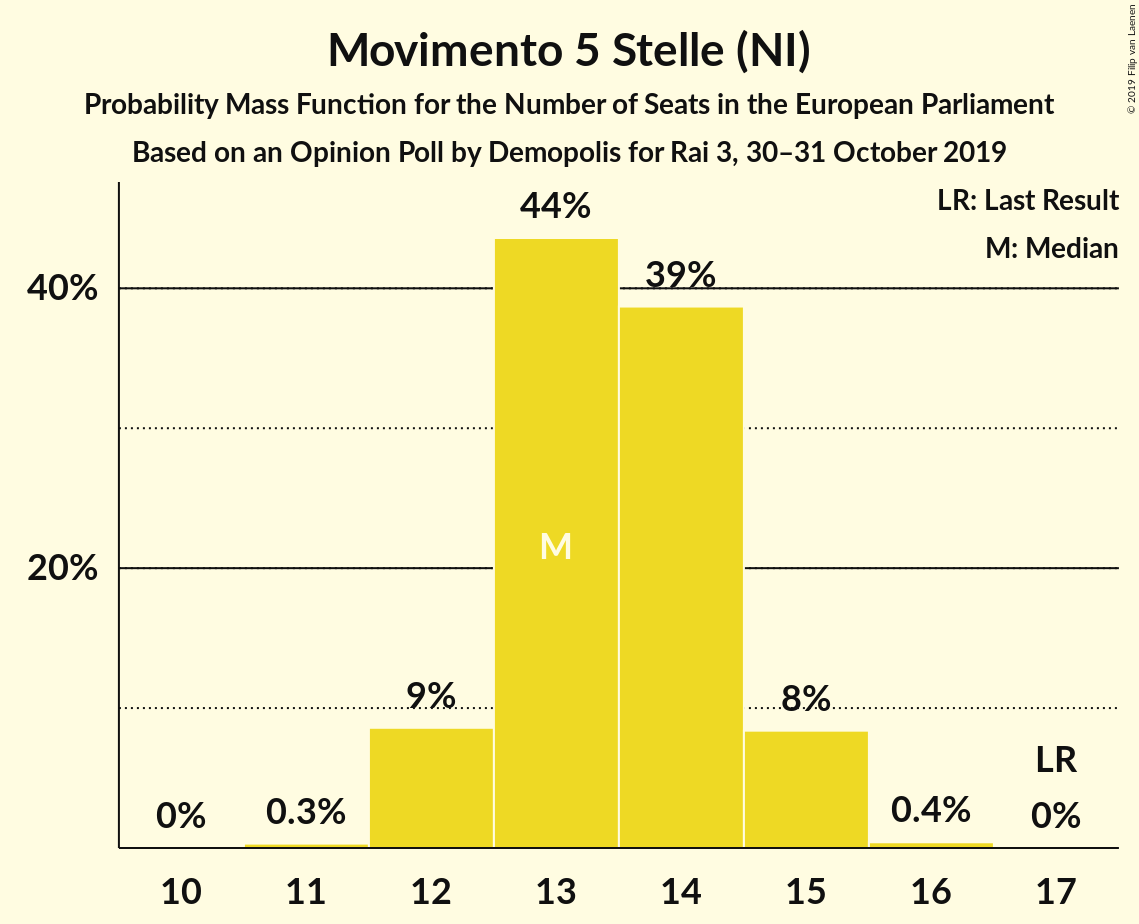 Movimento 5 Stelle (NI)
Probability Mass Function for the Number of Seats in the European Parliament
Based on an Opinion Poll by Demopolis for Rai 3, 30–31 October 2019
© 2019 Filip van Laenen
LR: Last Result
M: Median
40%
20%
0%
0.3%
9%
44%
M
39%
8%
0.4%
LR
0%
10 11 12 13 14 15 16 17